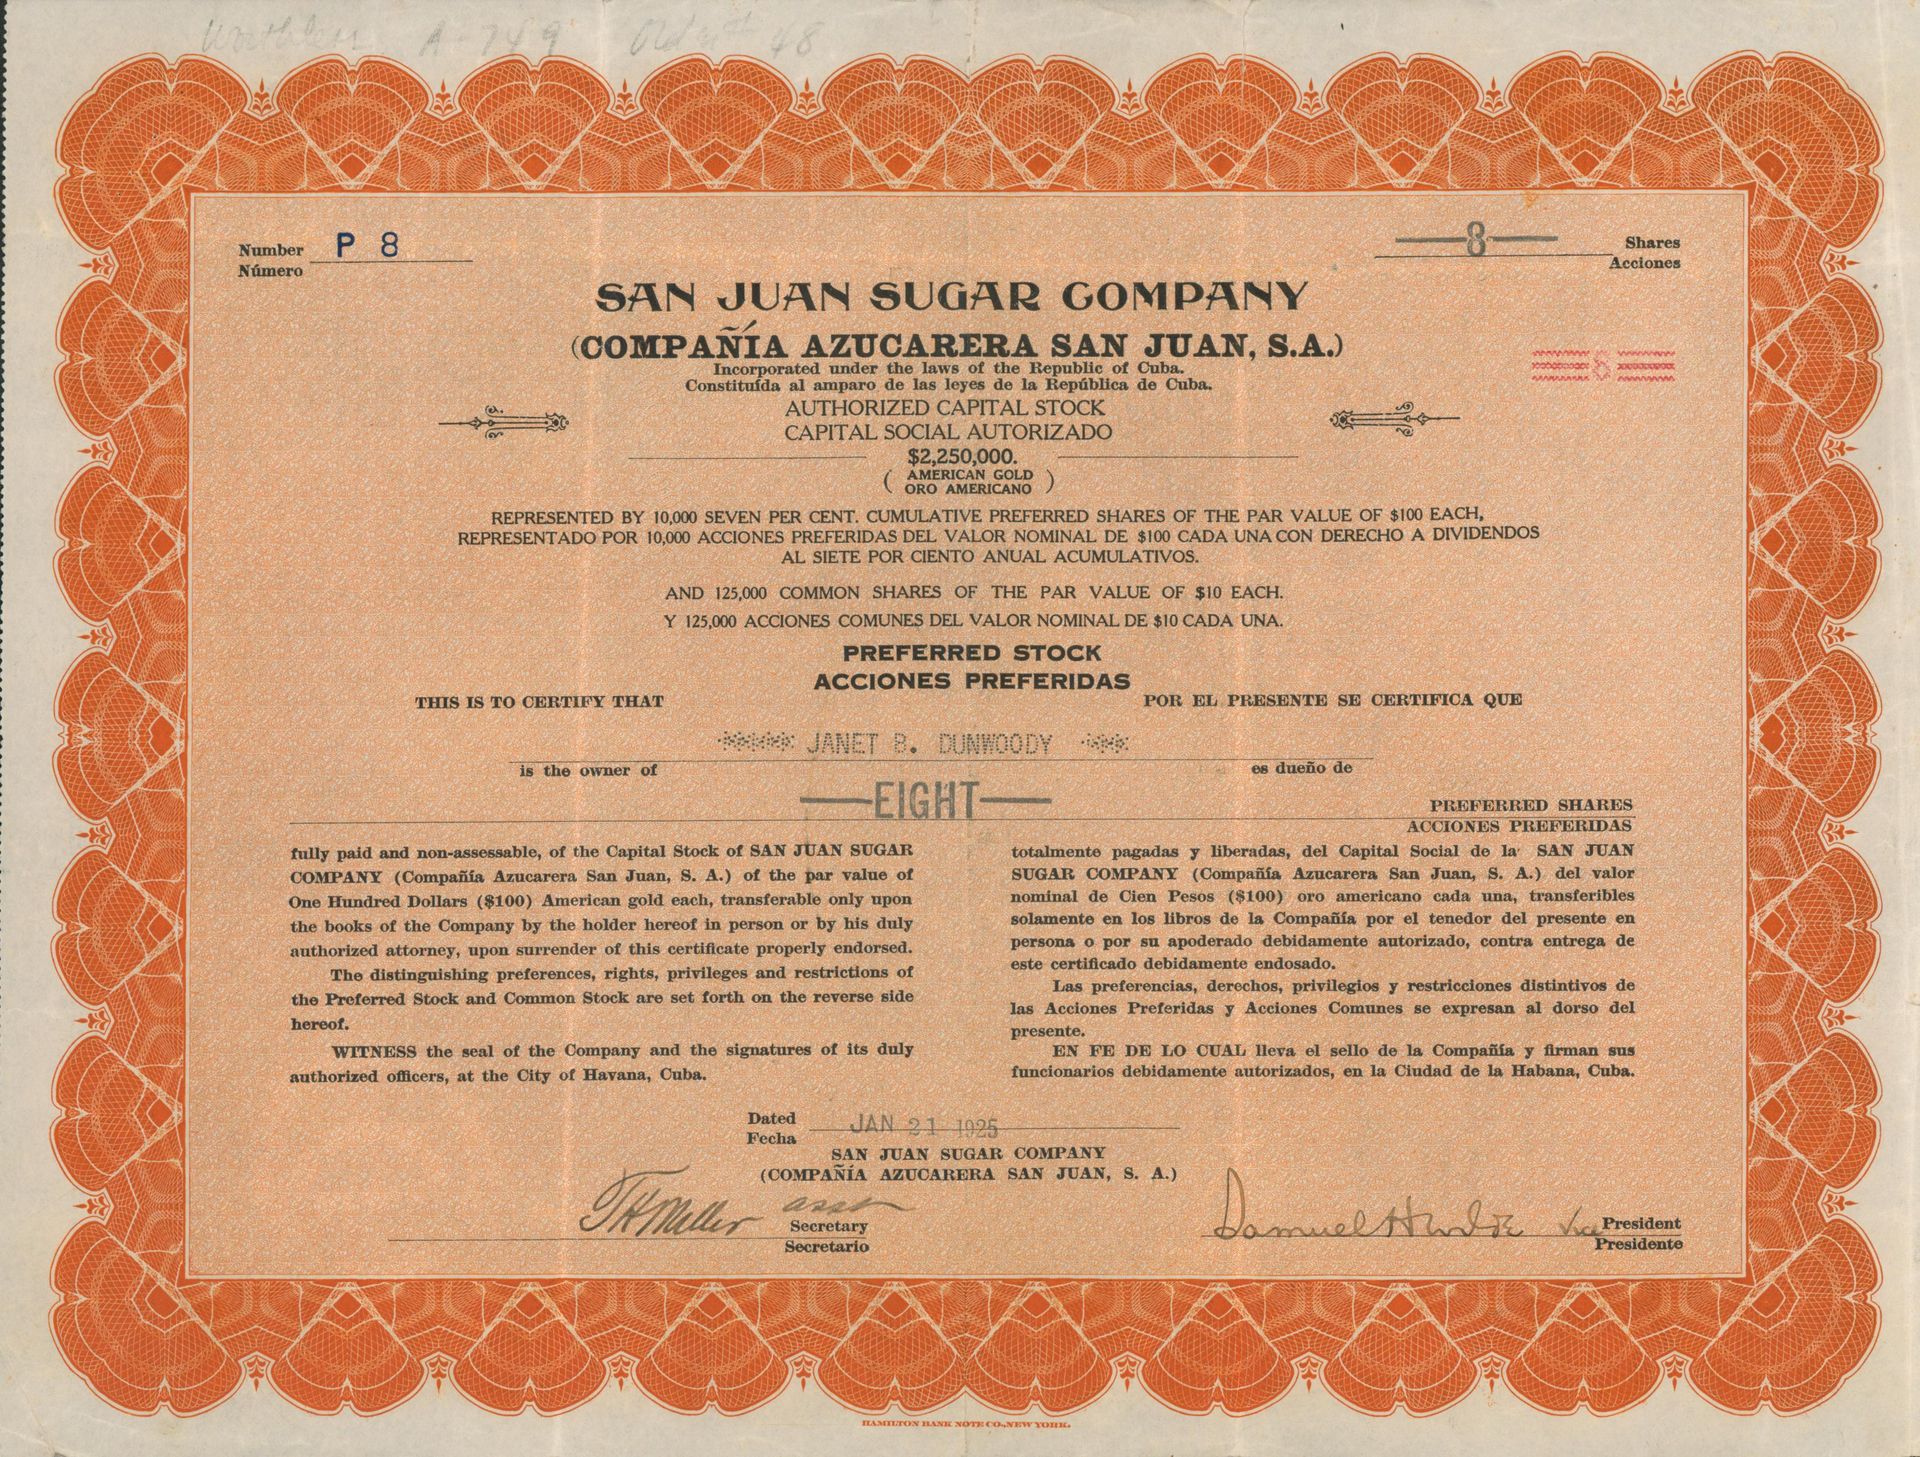 A-749
48
Number P 8
Número
8 Shares
Acciones
SAN JUAN SUGAR COMPANY
(COMPAÑÍA AZUCARERA SAN JUAN, S.A.)
Incorporated under the laws of the Republic of Cuba.
Constituída al amparo de las leyes de la República de Cuba.
8
AUTHORIZED CAPITAL STOCK
CAPITAL SOCIAL AUTORIZADO
$2,250,000.
( AMERICAN GOLD
ORO AMERICANO )
REPRESENTED BY 10,000 SEVEN PER CENT. CUMULATIVE PREFERRED SHARES OF THE PAR VALUE OF $100 EACH,
REPRESENTADO POR 10,000 ACCIONES PREFERIDAS DEL VALOR NOMINAL DE $100 CADA UNA CON DERECHO A DIVIDENDOS
AL SIETE POR CIENTO ANUAL ACUMULATIVOS.
AND 125,000 COMMON SHARES OF THE PAR VALUE OF $10 EACH.
Y 125,000 ACCIONES COMUNES DEL VALOR NOMINAL DE $10 CADA UNA.
PREFERRED STOCK
ACCIONES PREFERIDAS
THIS IS TO CERTIFY THAT POR EL PRESENTE SE CERTIFICA QUE
JANET B. DUNWOODY
is the owner of es dueño de
EIGHT
PREFERRED SHARES
ACCIONES PREFERIDAS
fully paid and non-assessable, of the Capital Stock of SAN JUAN SUGAR
COMPANY (Compañía Azucarera San Juan, S. A.) of the par value of
One Hundred Dollars ($100) American gold each, transferable only upon
the books of the Company by the holder hereof in person or by his duly
authorized attorney, upon surrender of this certificate properly endorsed.
The distinguishing preferences, rights, privileges and restrictions of
the Preferred Stock and Common Stock are set forth on the reverse side
hereof.
WITNESS the seal of the Company and the signatures of its duly
authorized officers, at the City of Havana, Cuba.
totalmente pagadas y liberadas, del Capital Social de la SAN JUAN
SUGAR COMPANY (Compañía Azucarera San Juan, S. A.) del valor
nominal de Cien Pesos ($100) oro americano cada una, transferibles
solamente en los libros de la Compañía por el tenedor del presente en
persona o por su apoderado debidamente autorizado, contra entrega de
este certificado debidamente endosado.
Las preferencias, derechos, privilegios y restricciones distintivos de
las Acciones Preferidas y Acciones Comunes se expresan al dorso del
presente.
EN FE DE LO CUAL lleva el sello de la Compañía y firman sus
funcionarios debidamente autorizados, en la Ciudad de la Habana, Cuba.
Dated JAN 21 1925
Fecha
SAN JUAN SUGAR COMPANY
(COMPAÑÍA AZUCARERA SAN JUAN, S. A.)
T H Miller asst Secretary
Secretario
Samuel H Vice President
Presidente
HAMILTON BANK NOTE CO., NEW YORK.